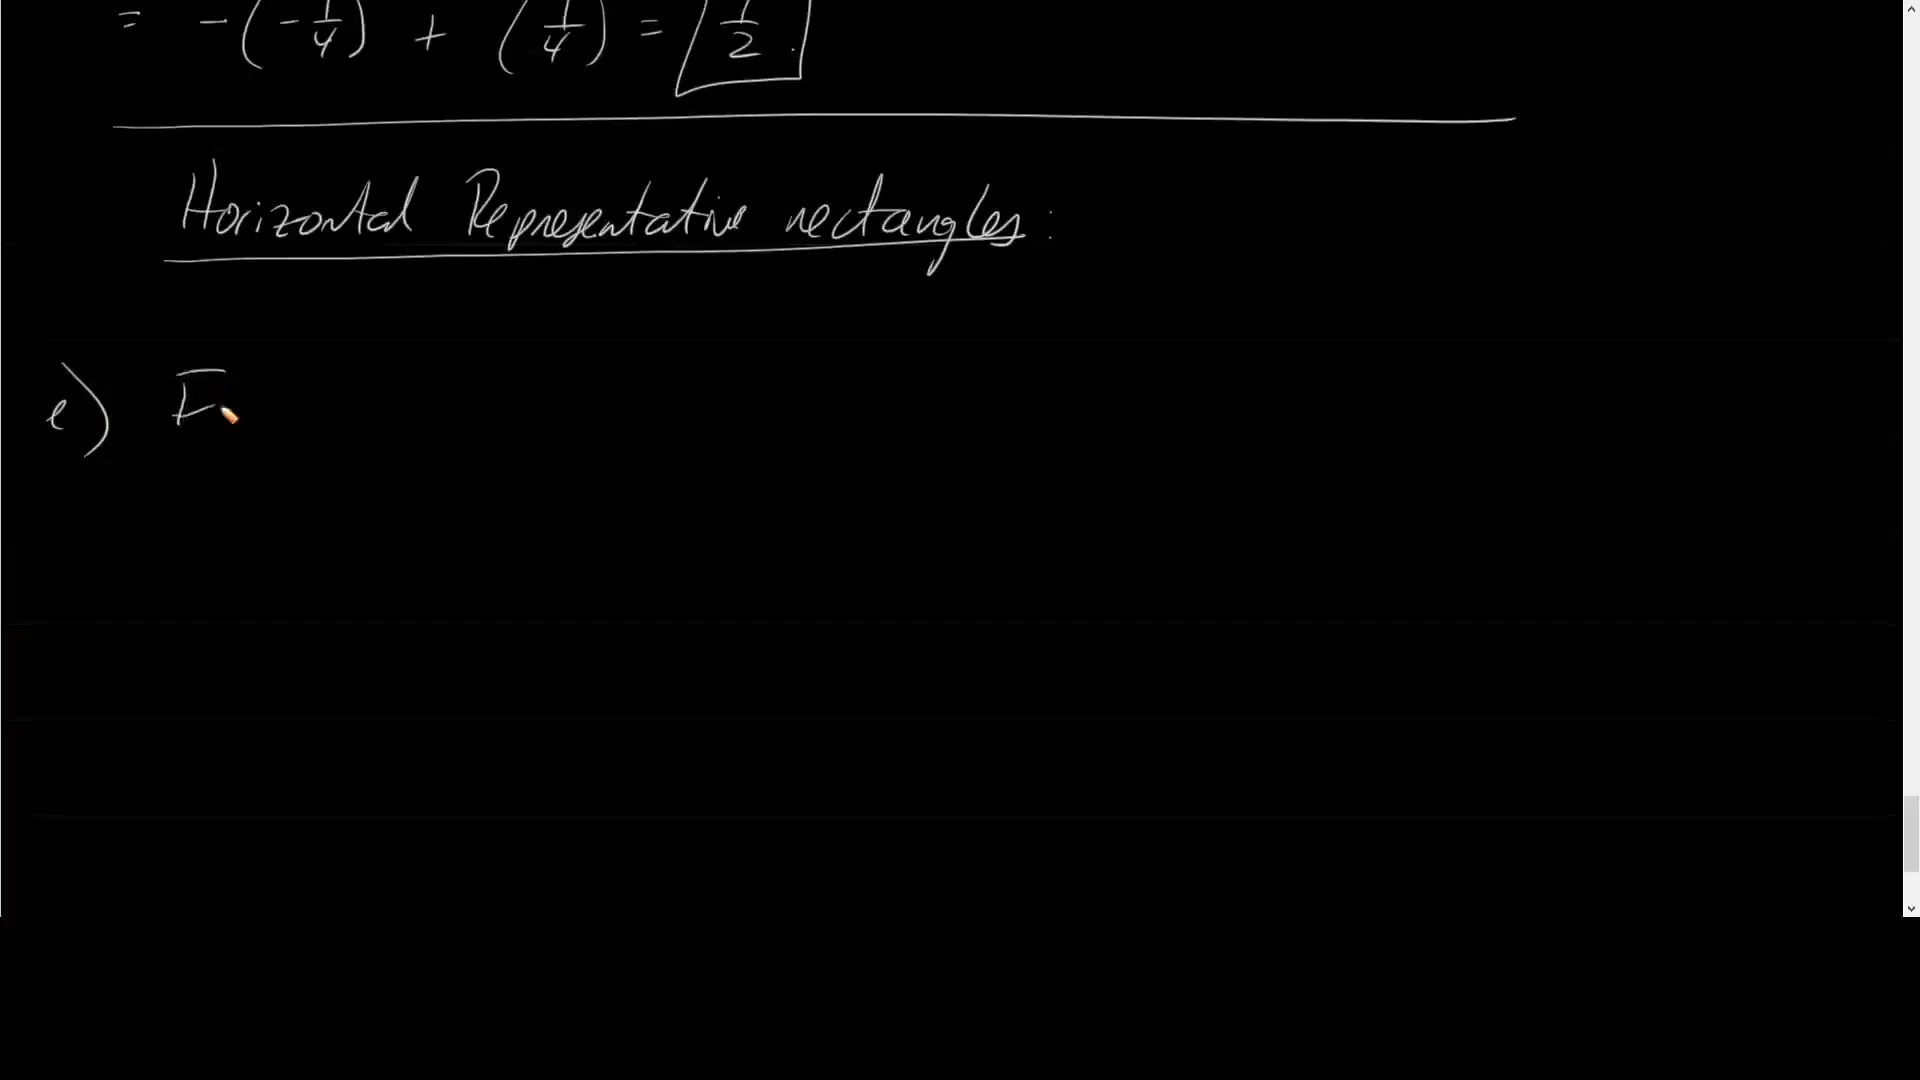 = -(-1/4) + (1/4) = 1/2.
Horizontal Representative rectangles:
e) F